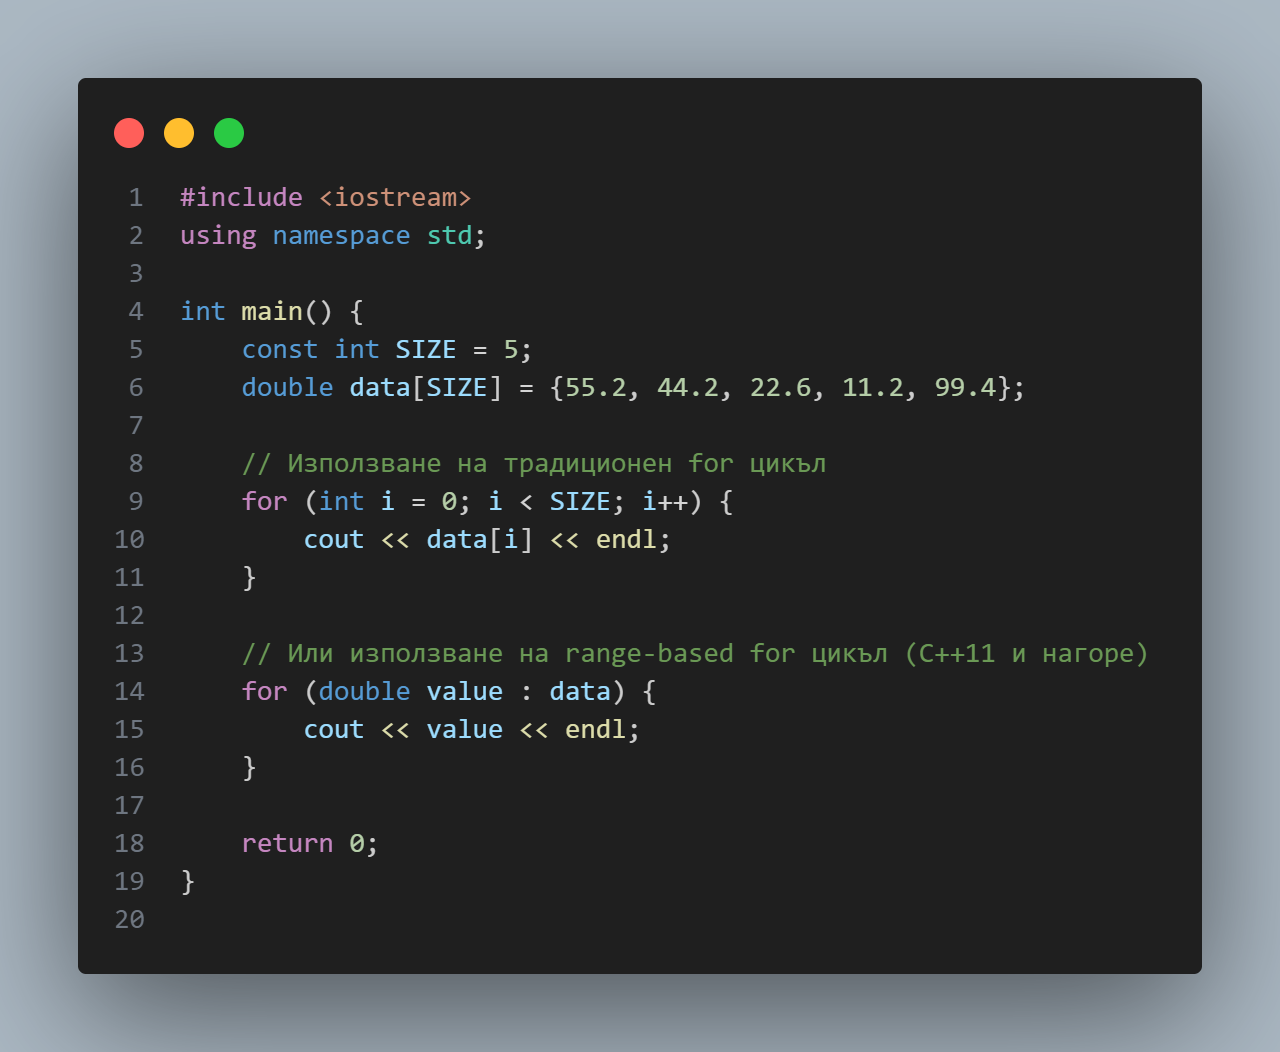 1 #include <iostream>
2 using namespace std;
3
4 int main() {
5     const int SIZE = 5;
6     double data[SIZE] = {55.2, 44.2, 22.6, 11.2, 99.4};
7
8     // Използване на традиционен for цикъл
9     for (int i = 0; i < SIZE; i++) {
10         cout << data[i] << endl;
11     }
12
13     // Или използване на range-based for цикъл (C++11 и нагоре)
14     for (double value : data) {
15         cout << value << endl;
16     }
17
18     return 0;
19 }
20